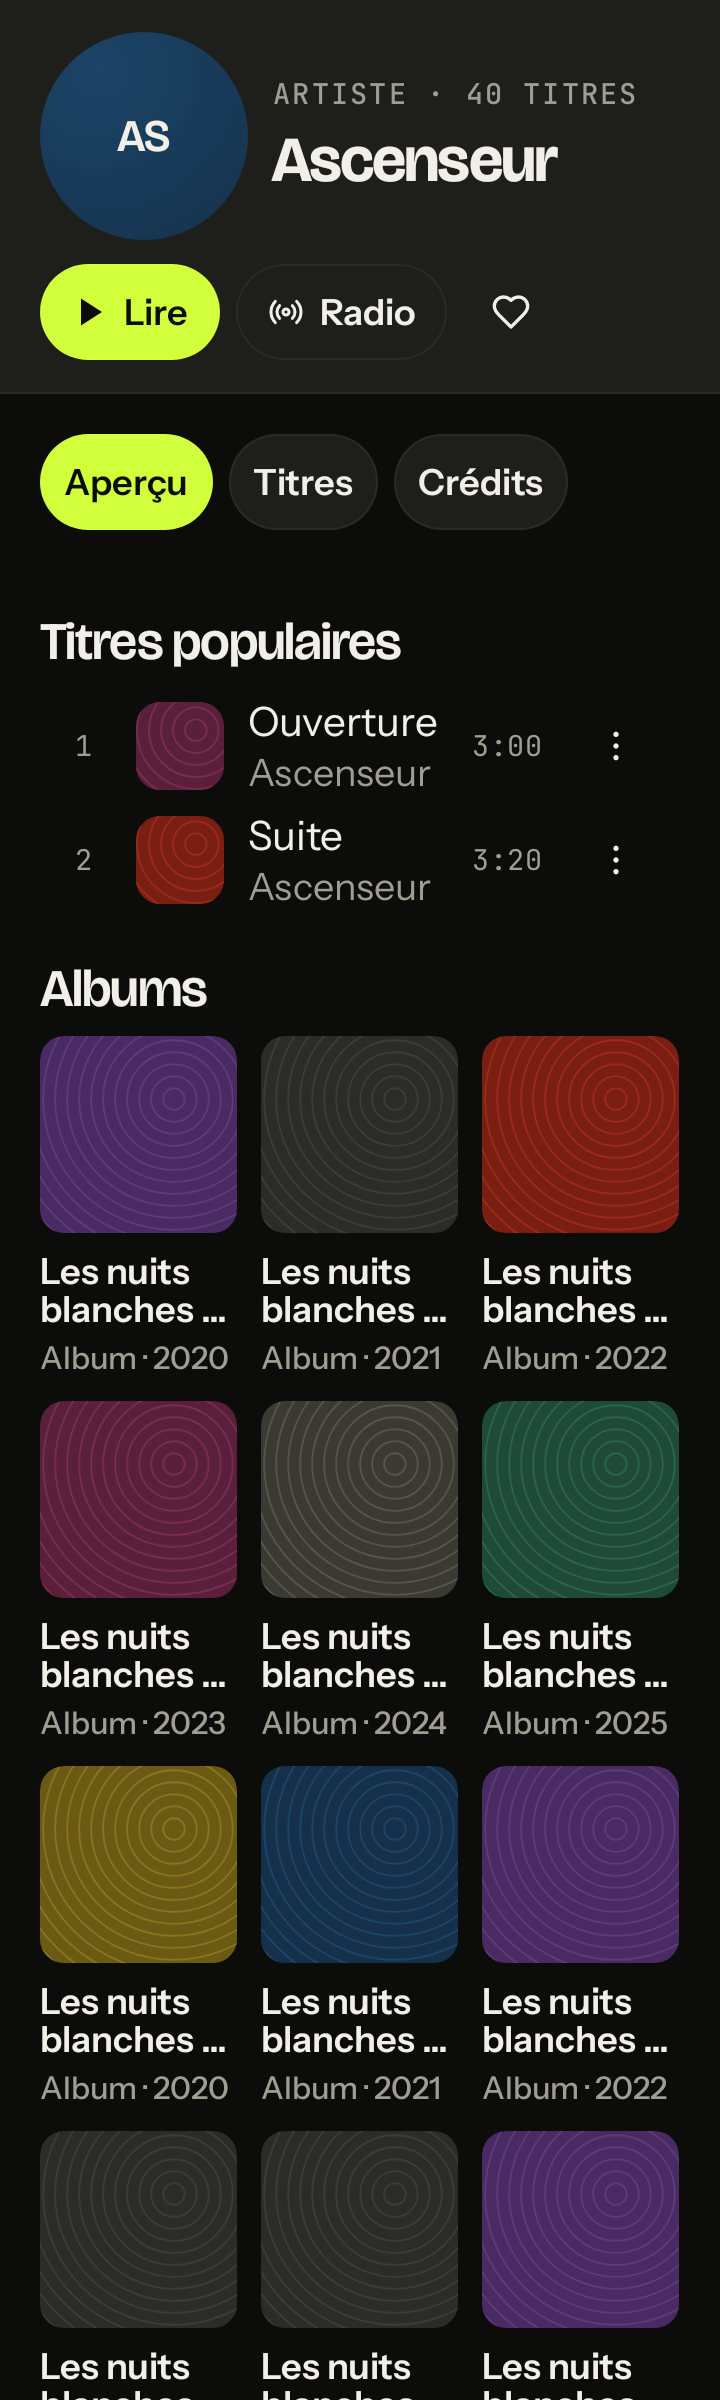 AS
ARTISTE · 40 TITRES
Ascenseur
Lire
Radio
Aperçu
Titres
Crédits
Titres populaires
1
Ouverture
Ascenseur
3:00
2
Suite
Ascenseur
3:20
Albums
Les nuits
blanches ...
Album · 2020
Les nuits
blanches ...
Album · 2021
Les nuits
blanches ...
Album · 2022
Les nuits
blanches ...
Album · 2023
Les nuits
blanches ...
Album · 2024
Les nuits
blanches ...
Album · 2025
Les nuits
blanches ...
Album · 2020
Les nuits
blanches ...
Album · 2021
Les nuits
blanches ...
Album · 2022
Les nuits
Les nuits
Les nuits